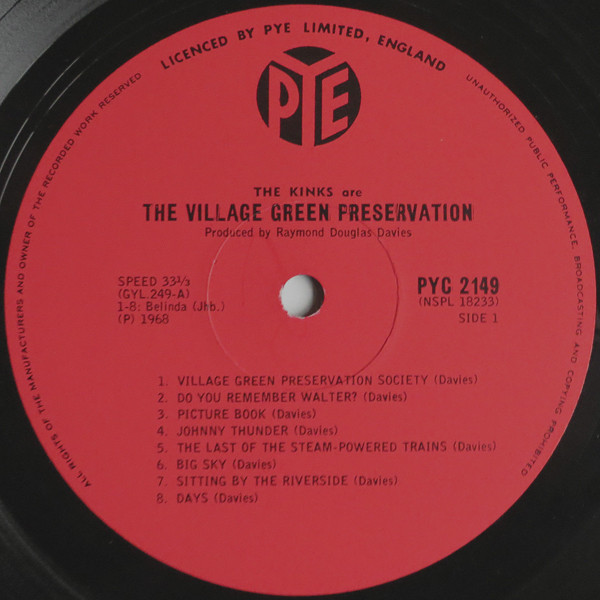 LICENCED BY PYE LIMITED, ENGLAND
UNAUTHORIZED PUBLIC PERFORMANCE, BROADCASTING AND COPYING PROHIBITED
ALL RIGHTS OF THE MANUFACTURERS AND OWNER OF THE RECORDED WORK RESERVED
PYE
THE KINKS are
THE VILLAGE GREEN PRESERVATION
Produced by Raymond Douglas Davies
SPEED 33⅓
(GYL.249-A)
1-8: Belinda (Jhb.)
(P) 1968
PYC 2149
(NSPL 18233)
SIDE 1
1. VILLAGE GREEN PRESERVATION SOCIETY (Davies)
2. DO YOU REMEMBER WALTER? (Davies)
3. PICTURE BOOK (Davies)
4. JOHNNY THUNDER (Davies)
5. THE LAST OF THE STEAM-POWERED TRAINS (Davies)
6. BIG SKY (Davies)
7. SITTING BY THE RIVERSIDE (Davies)
8. DAYS (Davies)